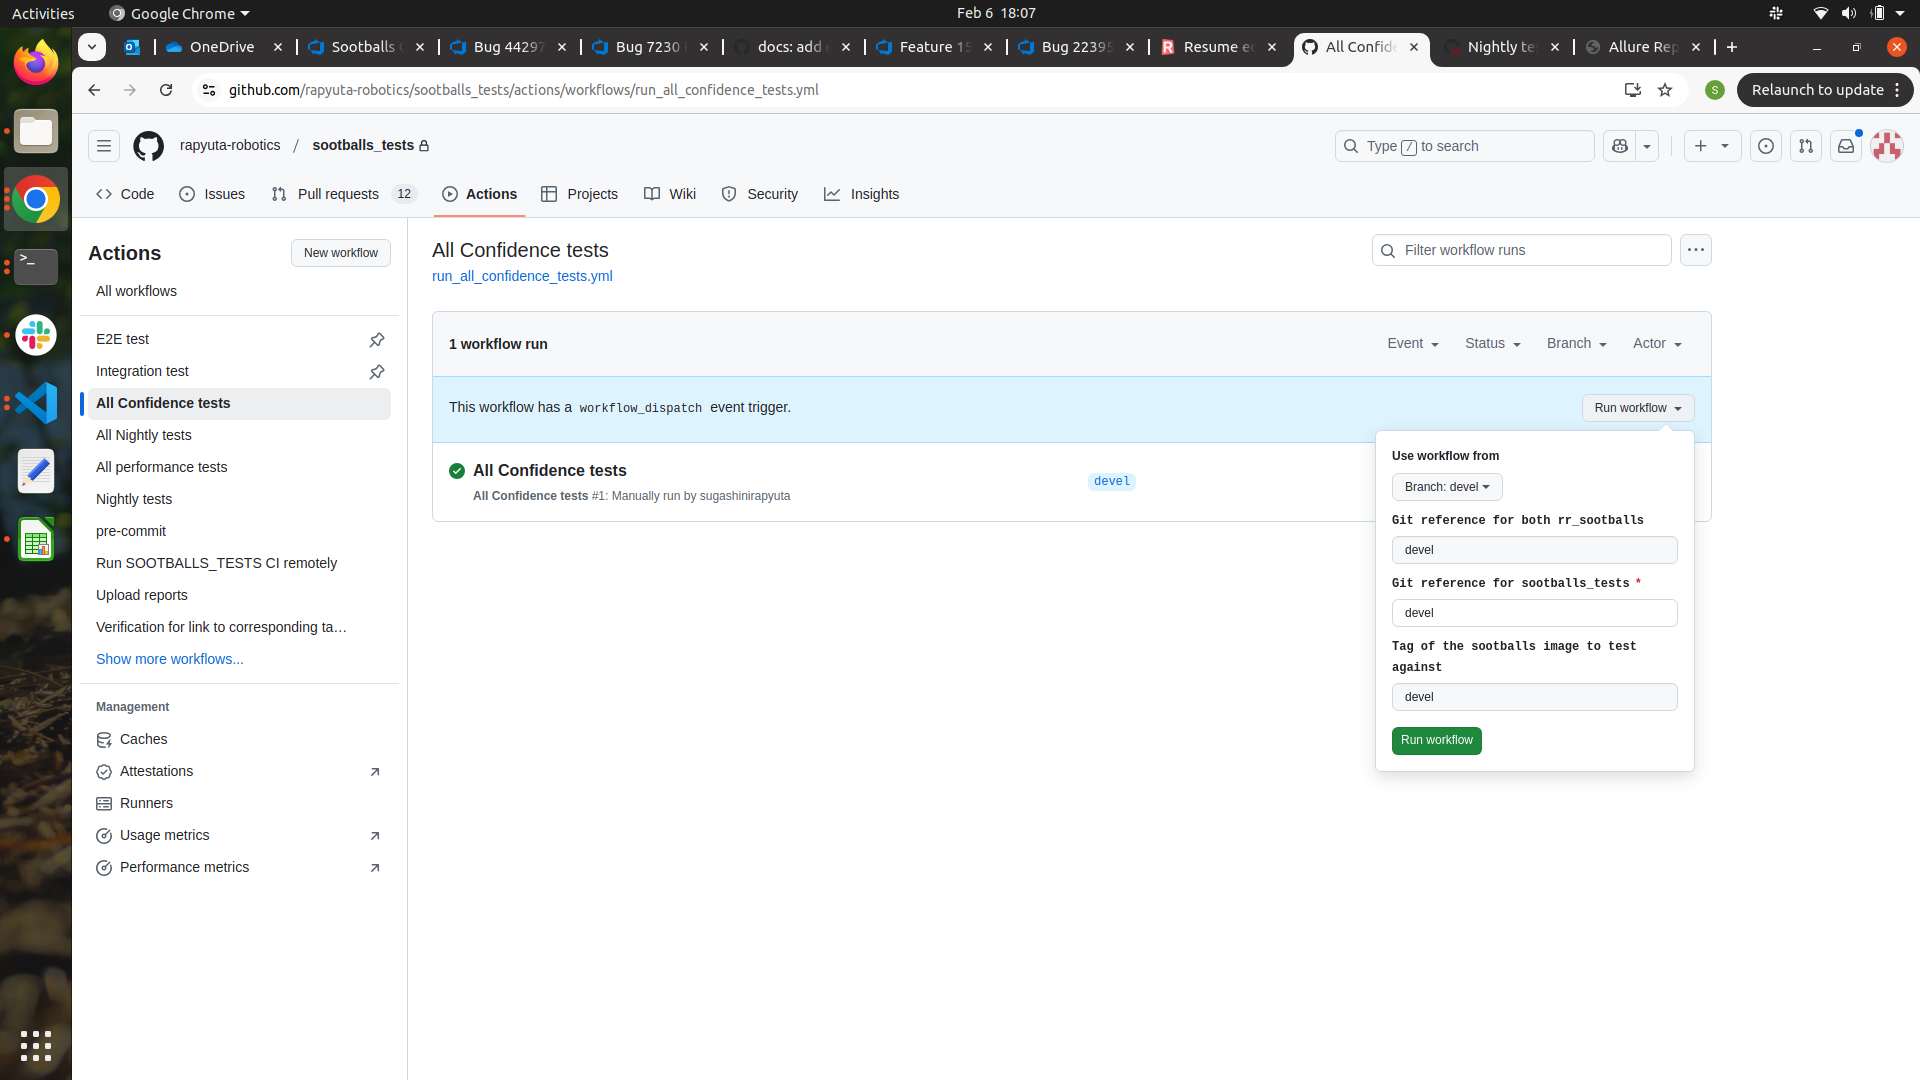 Activities
Google Chrome
Feb 6 18:07
OneDrive
Sootballs
Bug 44297
Bug 7230
docs: add
Feature 15
Bug 22395
Resume ec
All Confide
Nightly te
Allure Rep
github.com/rapyuta-robotics/sootballs_tests/actions/workflows/run_all_confidence_tests.yml
S
Relaunch to update
rapyuta-robotics / sootballs_tests
Type / to search
Code
Issues
Pull requests 12
Actions
Projects
Wiki
Security
Insights
Actions
New workflow
All workflows
E2E test
Integration test
All Confidence tests
All Nightly tests
All performance tests
Nightly tests
pre-commit
Run SOOTBALLS_TESTS CI remotely
Upload reports
Verification for link to corresponding ta…
Show more workflows...
Management
Caches
Attestations
Runners
Usage metrics
Performance metrics
All Confidence tests
run_all_confidence_tests.yml
Filter workflow runs
1 workflow run
Event
Status
Branch
Actor
This workflow has a workflow_dispatch event trigger.
Run workflow
All Confidence tests
All Confidence tests #1: Manually run by sugashinirapyuta
devel
Use workflow from
Branch: devel
Git reference for both rr_sootballs
devel
Git reference for sootballs_tests *
devel
Tag of the sootballs image to test
against
devel
Run workflow